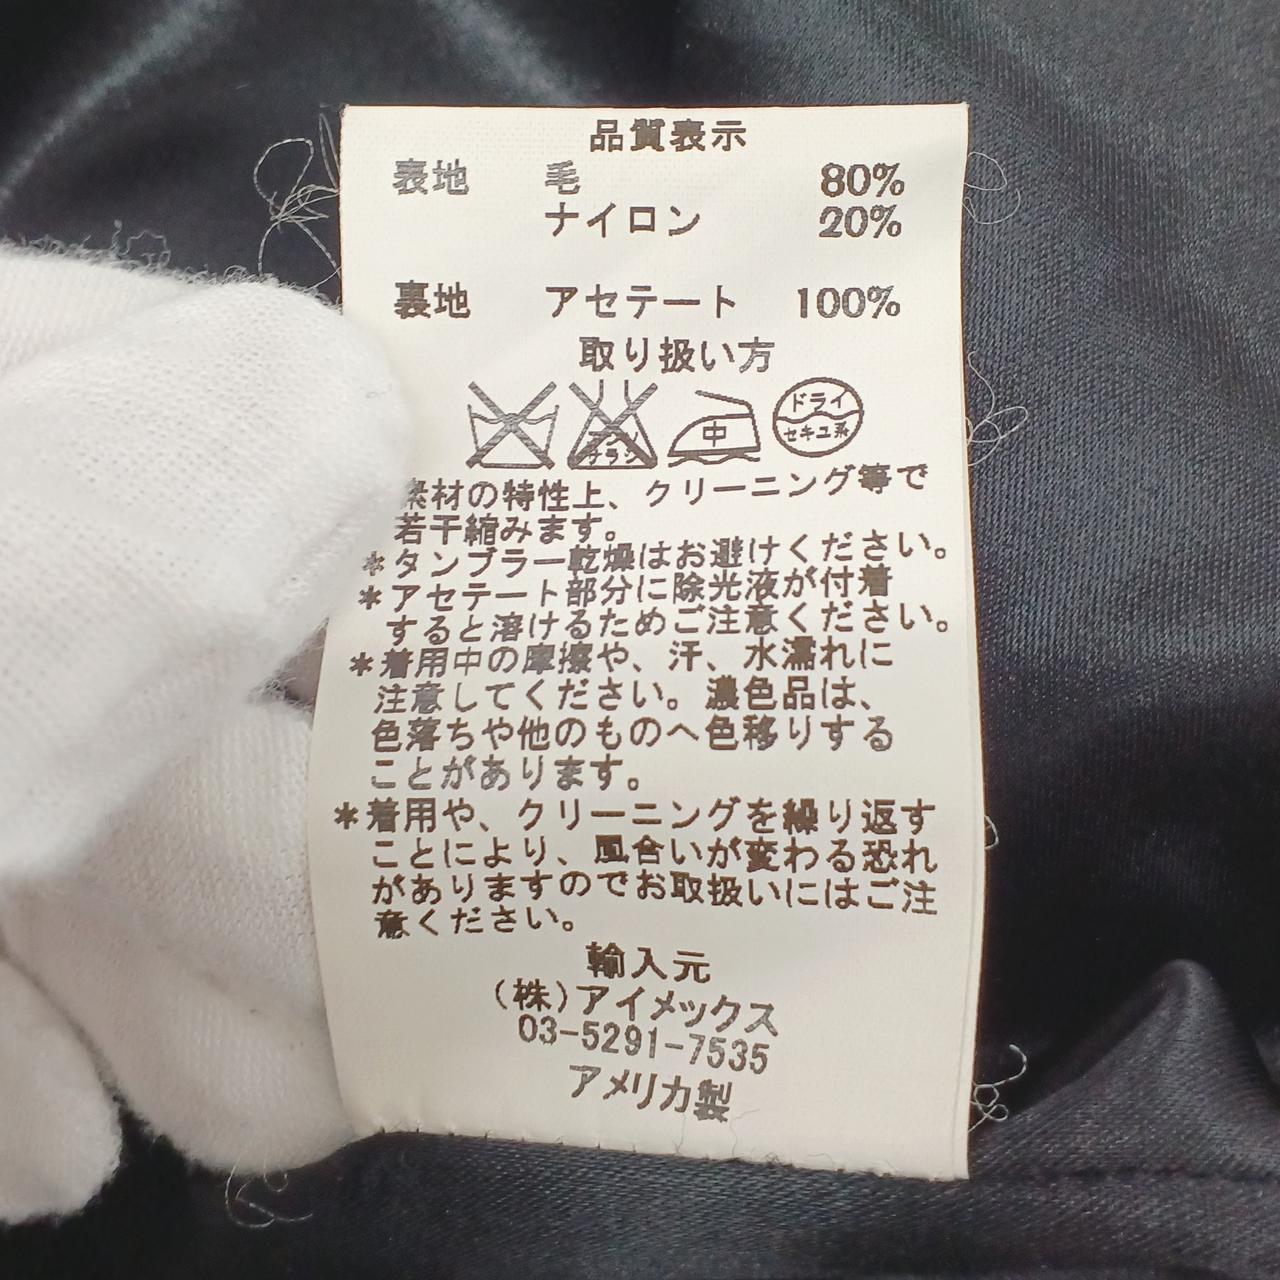 品質表示
表地 毛 80%
ナイロン 20%
裏地 アセテート 100%
取り扱い方
エンソ
サラシ
中
ドライ
セキユ系
素材の特性上、クリーニング等で
若干縮みます。
*タンブラー乾燥はお避けください。
*アセテート部分に除光液が付着
すると溶けるためご注意ください。
*着用中の摩擦や、汗、水濡れに
注意してください。濃色品は、
色落ちや他のものへ色移りする
ことがあります。
*着用や、クリーニングを繰り返す
ことにより、風合いが変わる恐れ
がありますのでお取扱いにはご注
意ください。
輸入元
(株)アイメックス
03-5291-7535
アメリカ製